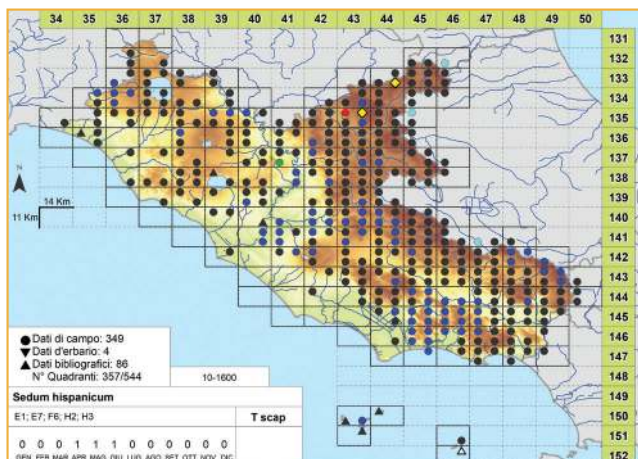 34 35 36 37 38 39 40 41 42 43 44 45 46 47 48 49 50
131
132
133
134
135
136
137
138
139
140
141
142
143
144
145
146
147
148
149
150
151
152
N
14 Km
11 Km
Dati di campo: 349
Dati d'erbario: 4
Dati bibliografici: 86
N° Quadranti: 357/544
10-1600
Sedum hispanicum
E1; E7; F6; H2; H3
T scap
0 0 0 1 1 1 0 0 0 0 0 0
GEN FEB MAR APR MAG GIU LUG AGO SET OTT NOV DIC